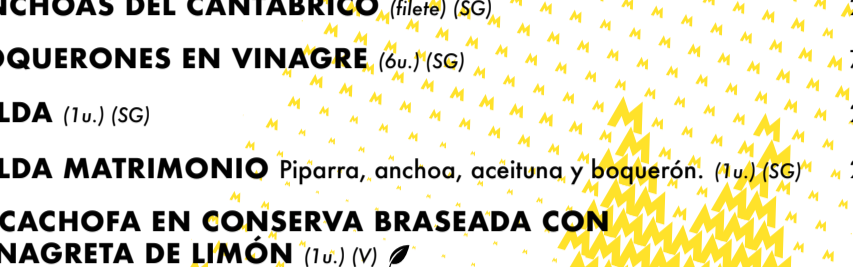 NCHOAS DEL CANTÁBRICO (filete) (SG)
OQUERONES EN VINAGRE (6u.) (SG)
LDA (1u.) (SG)
LDA MATRIMONIO Piparra, anchoa, aceituna y boquerón. (1u.) (SG)
CACHOFA EN CONSERVA BRASEADA CON
NAGRETA DE LIMÓN (1u.) (V)